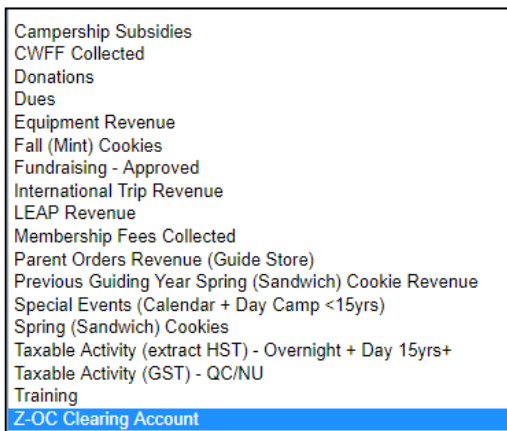 Campership Subsidies
CWFF Collected
Donations
Dues
Equipment Revenue
Fall (Mint) Cookies
Fundraising - Approved
International Trip Revenue
LEAP Revenue
Membership Fees Collected
Parent Orders Revenue (Guide Store)
Previous Guiding Year Spring (Sandwich) Cookie Revenue
Special Events (Calendar + Day Camp <15yrs)
Spring (Sandwich) Cookies
Taxable Activity (extract HST) - Overnight + Day 15yrs+
Taxable Activity (GST) - QC/NU
Training
Z-OC Clearing Account